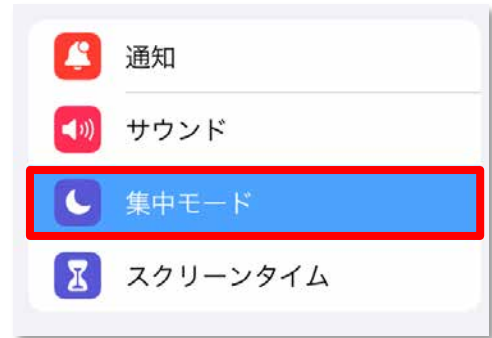 通知
サウンド
集中モード
スクリーンタイム